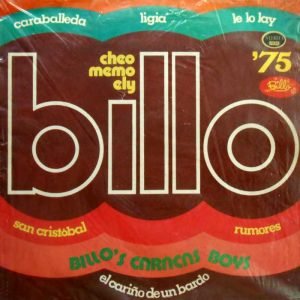 caraballeda
ligia
le lo lay
cheo
memo
ely
'75
Billo
billo
san cristóbal
rumores
BILLO'S CARACAS BOYS
el cariño de un bardo